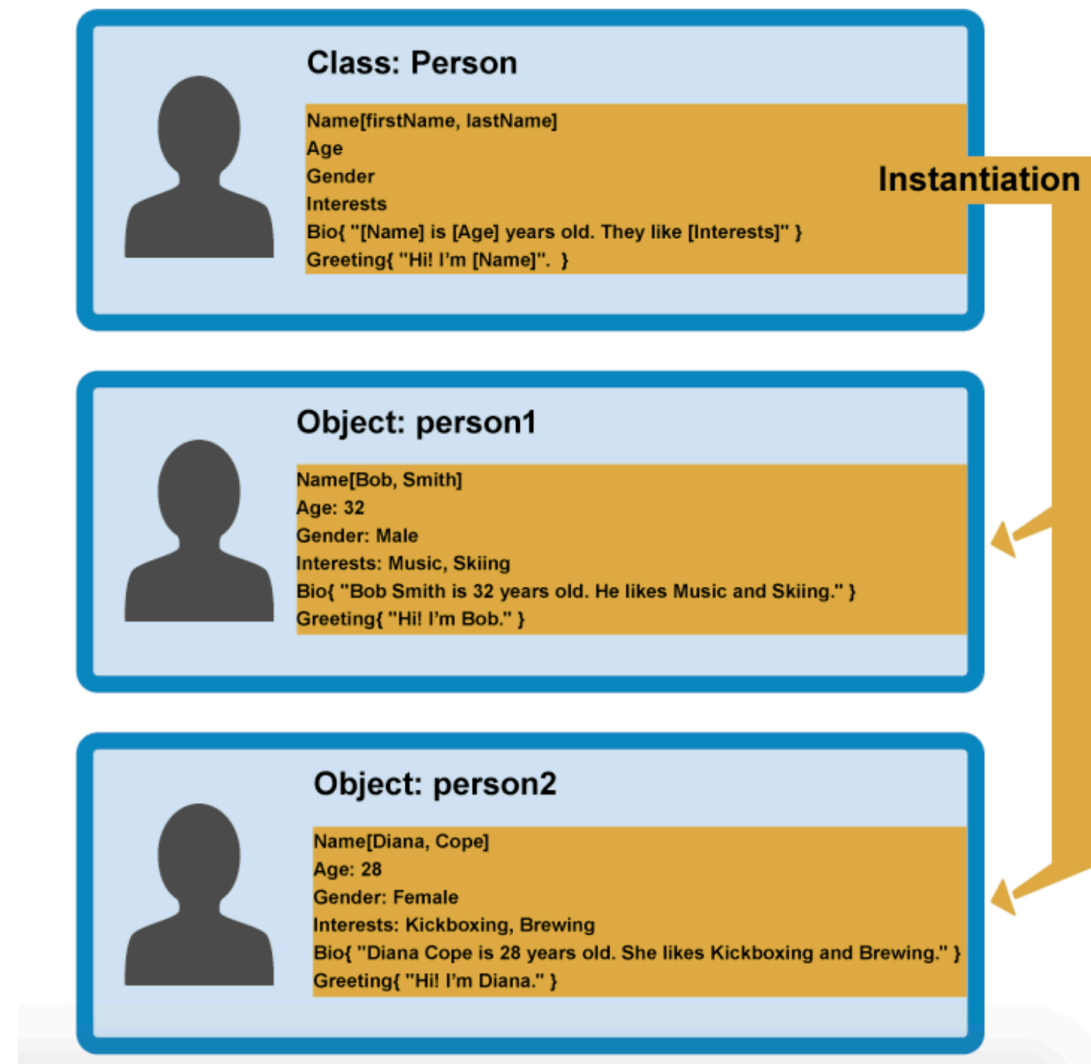 Class: Person
Name[firstName, lastName]
Age
Gender
Interests
Bio{ "[Name] is [Age] years old. They like [Interests]" }
Greeting{ "Hi! I'm [Name]".  }
Instantiation
Object: person1
Name[Bob, Smith]
Age: 32
Gender: Male
Interests: Music, Skiing
Bio{ "Bob Smith is 32 years old. He likes Music and Skiing." }
Greeting{ "Hi! I'm Bob." }
Object: person2
Name[Diana, Cope]
Age: 28
Gender: Female
Interests: Kickboxing, Brewing
Bio{ "Diana Cope is 28 years old. She likes Kickboxing and Brewing." }
Greeting{ "Hi! I'm Diana." }